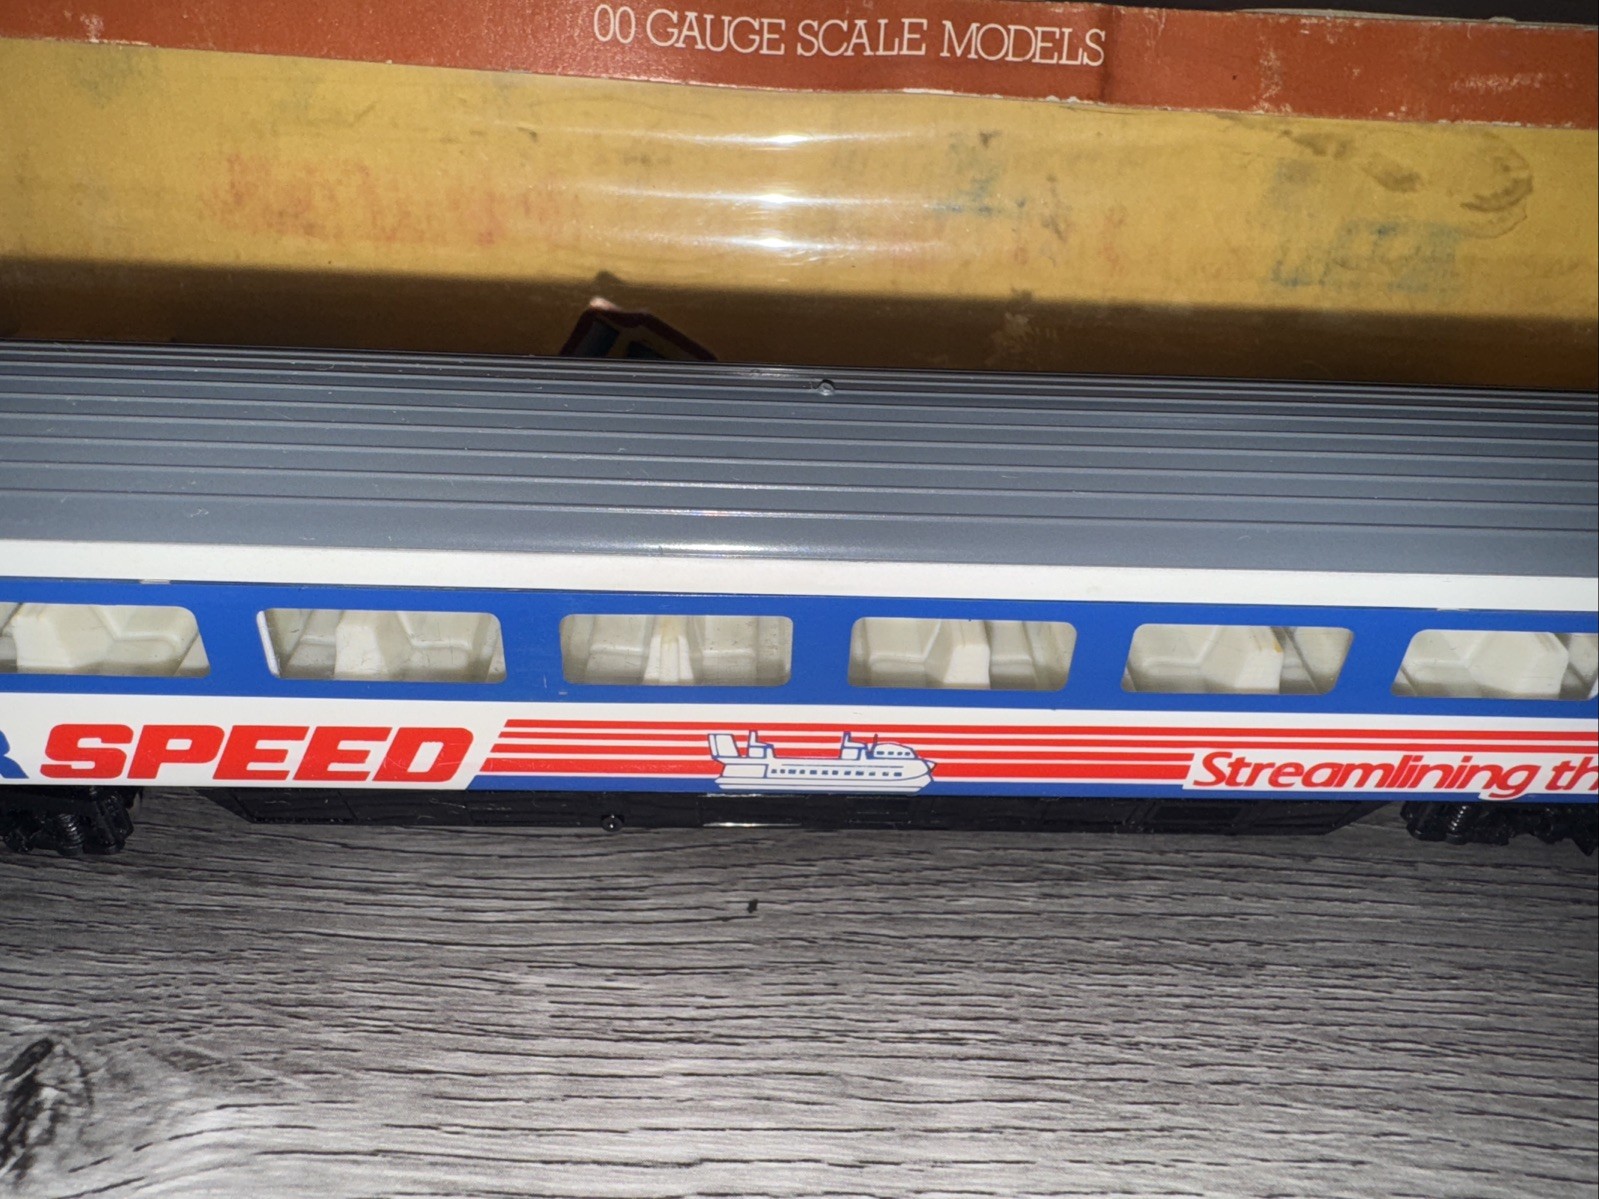 00 GAUGE SCALE MODELS
SPEED Streamlining th